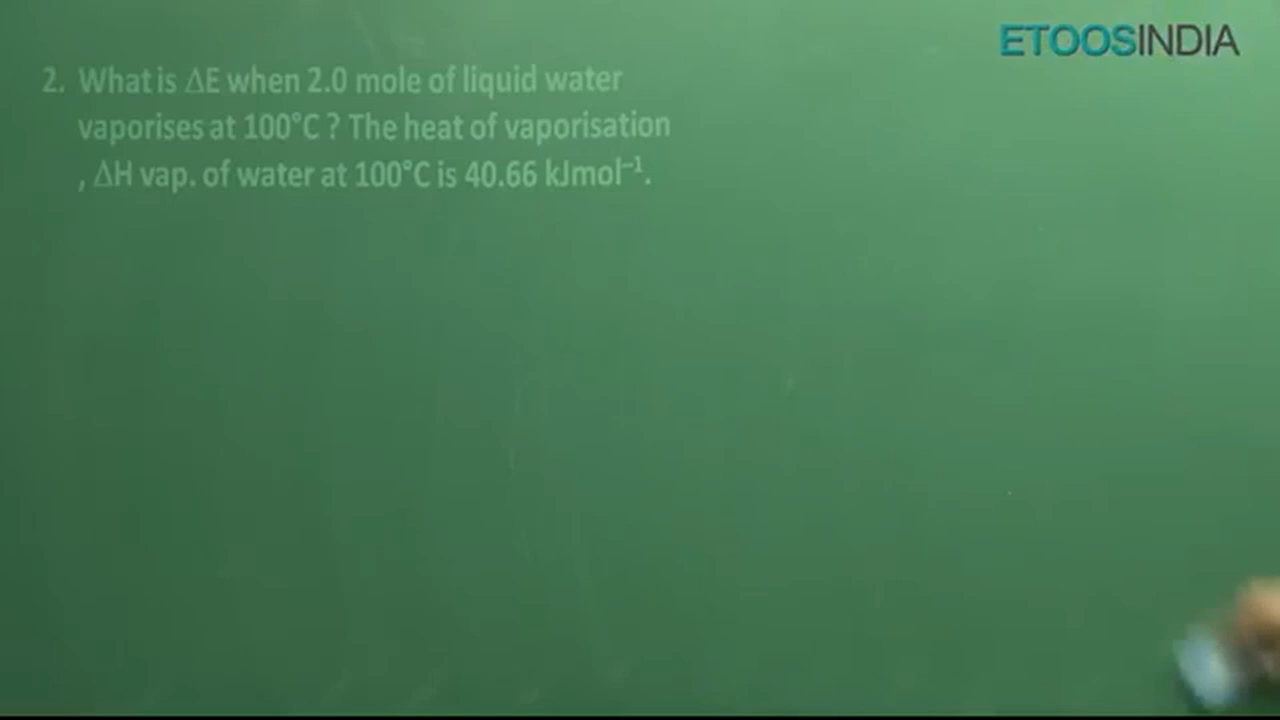 ETOOSINDIA
2. What is ΔE when 2.0 mole of liquid water
vaporises at 100°C ? The heat of vaporisation
, ΔH vap. of water at 100°C is 40.66 kJmol⁻¹.